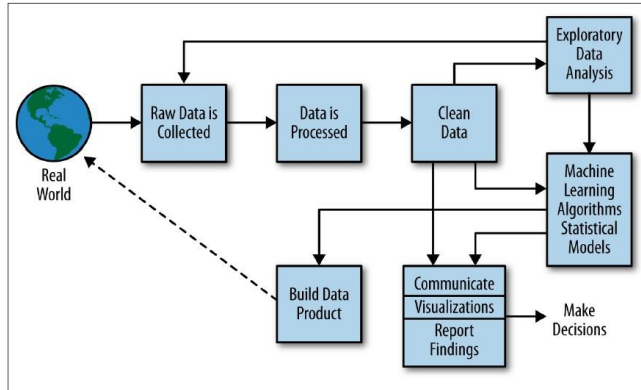 Real
World
Raw Data is
Collected
Data is
Processed
Clean
Data
Exploratory
Data
Analysis
Machine
Learning
Algorithms
Statistical
Models
Build Data
Product
Communicate
Visualizations
Report
Findings
Make
Decisions